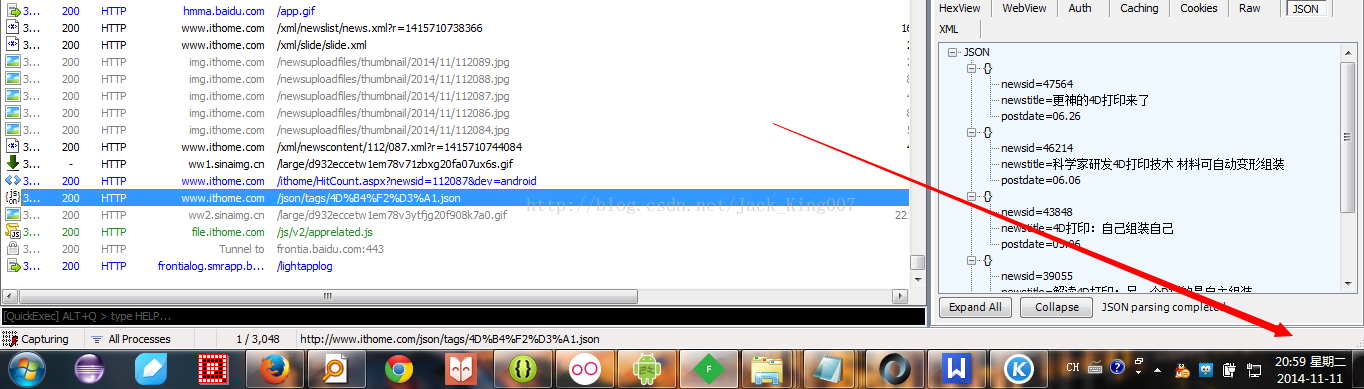 3... 200 HTTP hmma.baidu.com /app.gif
3... 200 HTTP www.ithome.com /xml/newslist/news.xml?r=1415710738366 16
3... 200 HTTP www.ithome.com /xml/slide/slide.xml
3... 200 HTTP img.ithome.com /newsuploadfiles/thumbnail/2014/11/112089.jpg
3... 200 HTTP img.ithome.com /newsuploadfiles/thumbnail/2014/11/112088.jpg
3... 200 HTTP img.ithome.com /newsuploadfiles/thumbnail/2014/11/112087.jpg
3... 200 HTTP img.ithome.com /newsuploadfiles/thumbnail/2014/11/112086.jpg
3... 200 HTTP img.ithome.com /newsuploadfiles/thumbnail/2014/11/112084.jpg
3... 200 HTTP www.ithome.com /xml/newscontent/112/087.xml?r=1415710744084
3... - HTTP ww1.sinaimg.cn /large/d932eccetw1em78v71zbxg20fa07ux6s.gif
3... 200 HTTP www.ithome.com /ithome/HitCount.aspx?newsid=112087&dev=android
3... 200 HTTP www.ithome.com /json/tags/4D%B4%F2%D3%A1.json
3... 200 HTTP ww2.sinaimg.cn /large/d932eccetw1em78v3ytfjg20f908k7a0.gif 22
3... 200 HTTP file.ithome.com /js/v2/apprelated.js
3... 200 HTTP Tunnel to frontia.baidu.com:443
3... 200 HTTP frontialog.smrapp.b... /lightapplog
http://blog.csdn.net/Jack_King007
[QuickExec] ALT+Q > type HELP...
Capturing All Processes 1 / 3,048 http://www.ithome.com/json/tags/4D%B4%F2%D3%A1.json
HexView WebView Auth Caching Cookies Raw JSON
XML
JSON
{}
newsid=47564
newstitle=更神的4D打印来了
postdate=06.26
{}
newsid=46214
newstitle=科学家研发4D打印技术 材料可自动变形组装
postdate=06.06
{}
newsid=43848
newstitle=4D打印：自己组装自己
{}
newsid=39055
Expand All Collapse JSON parsing completed
CH
20:59 星期二
2014-11-11